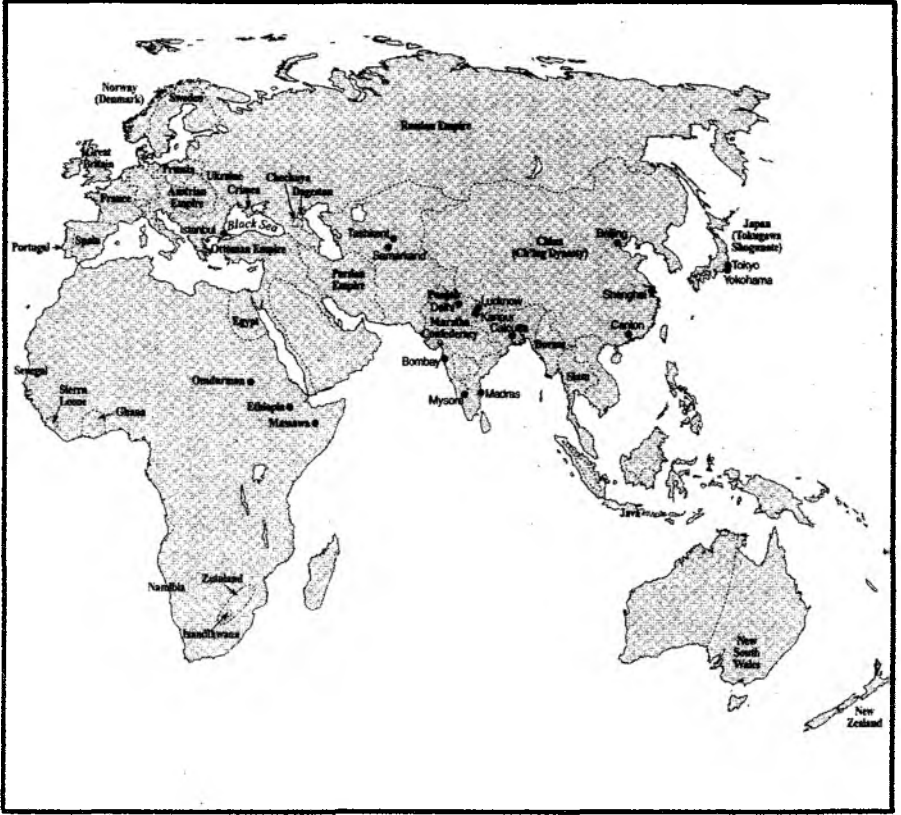 Norway
(Denmark)
Sweden
Russian Empire
Great
Britain
Prussia
Ukraine
Chechnya
France
Austrian
Empire
Crimea
Dagestan
Black Sea
Istanbul
Portugal
Spain
Ottoman Empire
Tashkent
Samarkand
China
(Ch'ing Dynasty)
Beijing
Japan
(Tokugawa
Shogunate)
Tokyo
Yokohama
Persian
Empire
Punjab
Delhi
Lucknow
Kanpur
Shanghai
Egypt
Maratha
Confederacy
Calcutta
Burma
Canton
Bombay
Siam
Senegal
Omdurman
Sierra
Leone
Ghana
Ethiopia
Massawa
Mysore
Madras
Java
Namibia
Zululand
Isandhlwana
New
South
Wales
New
Zealand